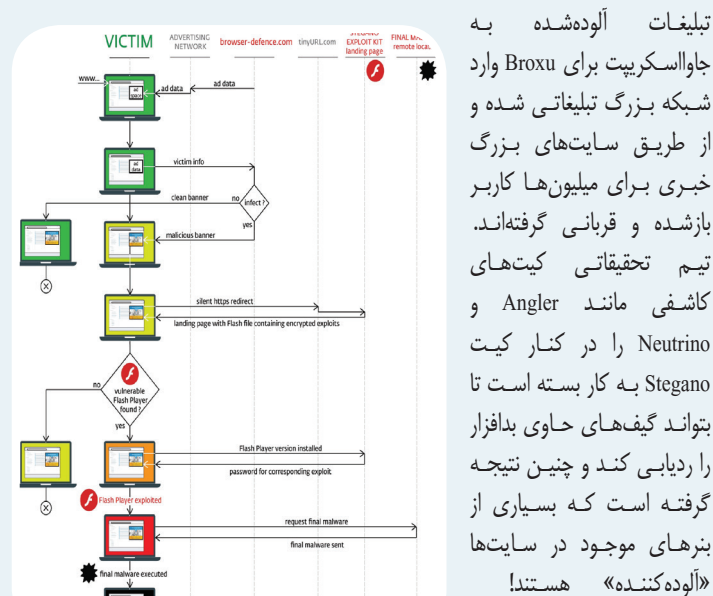 VICTIM
ADVERTISING
NETWORK
browser-defence.com
tinyURL.com
STEGANO
EXPLOIT KIT
landing page
FINAL
remote
www...
ad
space
ad data
ad data
ad
data
victim info
clean banner
no
infect ?
yes
malicious banner
silent https redirect
landing page with Flash file containing encrypted exploits
no
vulnerable
Flash Player
found ?
yes
Flash Player version installed
password for corresponding exploit
Flash Player exploited
request final malware
final malware sent
final malware executed
تبلیغات آلوده‌شده به
جاوااسکریپت برای Broxu وارد
شبکه بزرگ تبلیغاتی شده و
از طریق سایت‌های بزرگ
خبری برای میلیون‌ها کاربر
بازشده و قربانی گرفته‌اند.
تیم تحقیقاتی کیت‌های
کاشفی مانند Angler و
Neutrino را در کنار کیت
Stegano به کار بسته است تا
بتواند گیف‌های حاوی بدافزار
را ردیابی کند و چنین نتیجه
گرفته است که بسیاری از
بنرهای موجود در سایت‌ها
«آلوده‌کننده» هستند!